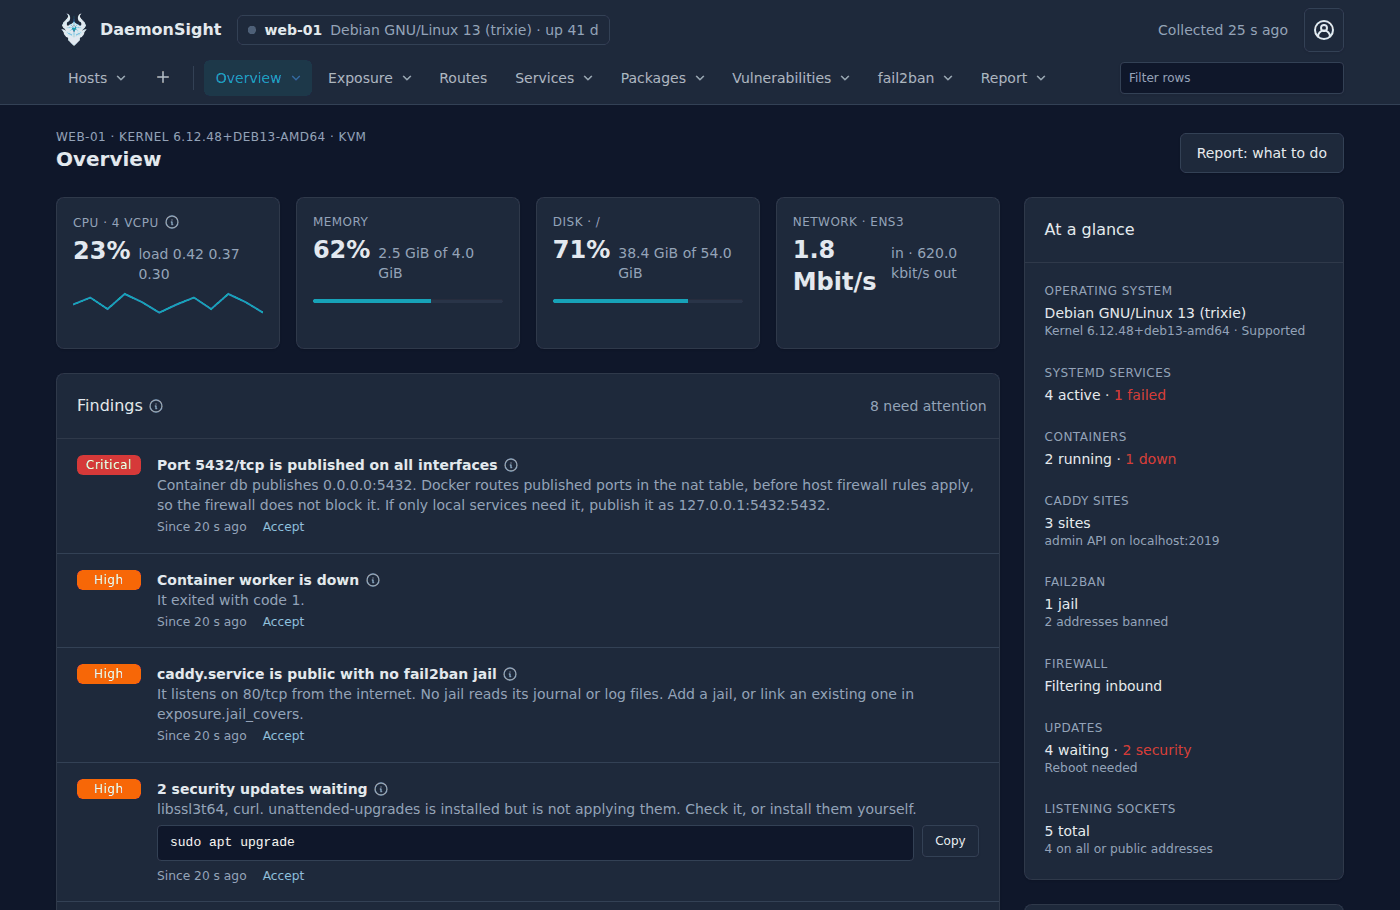 DaemonSight
web-01 Debian GNU/Linux 13 (trixie) · up 41 d
Collected 25 s ago
Hosts
+
Overview
Exposure
Routes
Services
Packages
Vulnerabilities
fail2ban
Report
Filter rows
WEB-01 · KERNEL 6.12.48+DEB13-AMD64 · KVM
Overview
Report: what to do
CPU · 4 VCPU
23% load 0.42 0.37
0.30
MEMORY
62% 2.5 GiB of 4.0
GiB
DISK · /
71% 38.4 GiB of 54.0
GiB
NETWORK · ENS3
1.8
Mbit/s
in · 620.0
kbit/s out
Findings
8 need attention
Critical
Port 5432/tcp is published on all interfaces
Container db publishes 0.0.0.0:5432. Docker routes published ports in the nat table, before host firewall rules apply,
so the firewall does not block it. If only local services need it, publish it as 127.0.0.1:5432:5432.
Since 20 s ago Accept
High
Container worker is down
It exited with code 1.
Since 20 s ago Accept
High
caddy.service is public with no fail2ban jail
It listens on 80/tcp from the internet. No jail reads its journal or log files. Add a jail, or link an existing one in
exposure.jail_covers.
Since 20 s ago Accept
High
2 security updates waiting
libssl3t64, curl. unattended-upgrades is installed but is not applying them. Check it, or install them yourself.
sudo apt upgrade
Copy
Since 20 s ago Accept
At a glance
OPERATING SYSTEM
Debian GNU/Linux 13 (trixie)
Kernel 6.12.48+deb13-amd64 · Supported
SYSTEMD SERVICES
4 active · 1 failed
CONTAINERS
2 running · 1 down
CADDY SITES
3 sites
admin API on localhost:2019
FAIL2BAN
1 jail
2 addresses banned
FIREWALL
Filtering inbound
UPDATES
4 waiting · 2 security
Reboot needed
LISTENING SOCKETS
5 total
4 on all or public addresses